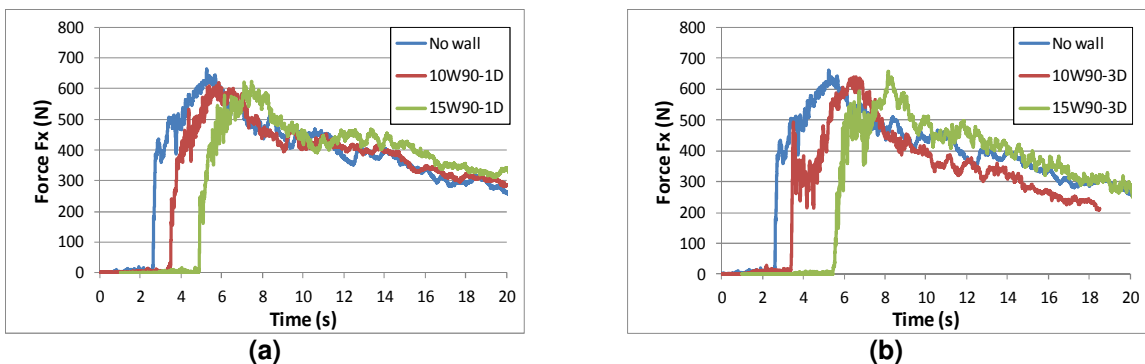 800
700
600
500
400
300
200
100
0
Force Fx (N)
No wall
10W90-1D
15W90-1D
0 2 4 6 8 10 12 14 16 18 20
Time (s)
(a)
800
700
600
500
400
300
200
100
0
Force Fx (N)
No wall
10W90-3D
15W90-3D
0 2 4 6 8 10 12 14 16 18 20
Time (s)
(b)